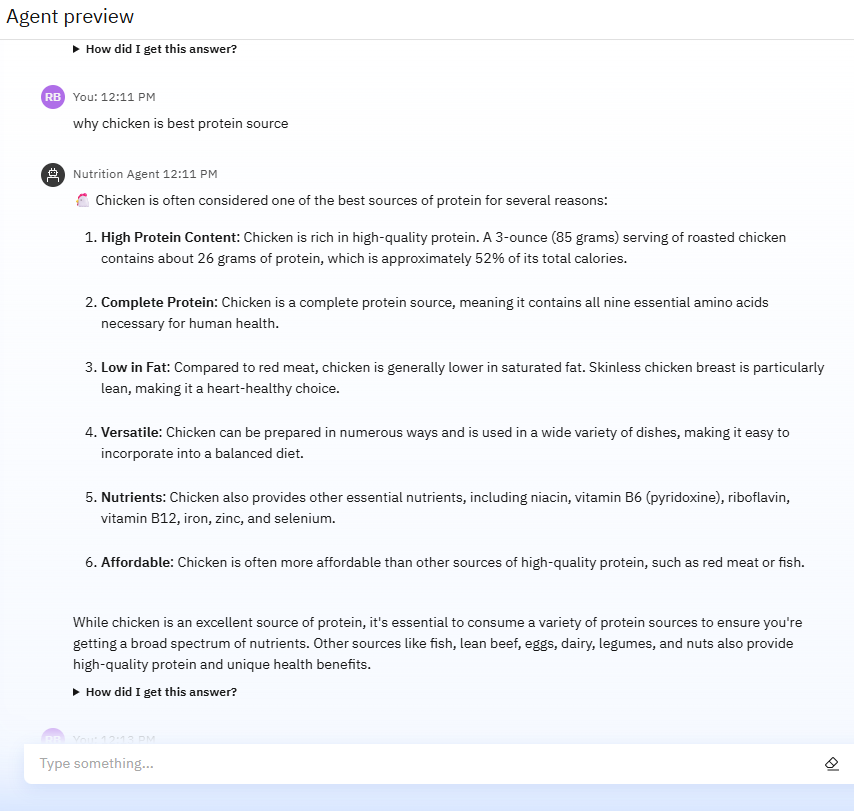 Agent preview
▶ How did I get this answer?
RB You: 12:11 PM
why chicken is best protein source
Nutrition Agent 12:11 PM
🐔 Chicken is often considered one of the best sources of protein for several reasons:
1. High Protein Content: Chicken is rich in high-quality protein. A 3-ounce (85 grams) serving of roasted chicken
contains about 26 grams of protein, which is approximately 52% of its total calories.
2. Complete Protein: Chicken is a complete protein source, meaning it contains all nine essential amino acids
necessary for human health.
3. Low in Fat: Compared to red meat, chicken is generally lower in saturated fat. Skinless chicken breast is particularly
lean, making it a heart-healthy choice.
4. Versatile: Chicken can be prepared in numerous ways and is used in a wide variety of dishes, making it easy to
incorporate into a balanced diet.
5. Nutrients: Chicken also provides other essential nutrients, including niacin, vitamin B6 (pyridoxine), riboflavin,
vitamin B12, iron, zinc, and selenium.
6. Affordable: Chicken is often more affordable than other sources of high-quality protein, such as red meat or fish.
While chicken is an excellent source of protein, it's essential to consume a variety of protein sources to ensure you're
getting a broad spectrum of nutrients. Other sources like fish, lean beef, eggs, dairy, legumes, and nuts also provide
high-quality protein and unique health benefits.
▶ How did I get this answer?
RB You: 12:13 PM
Type something...